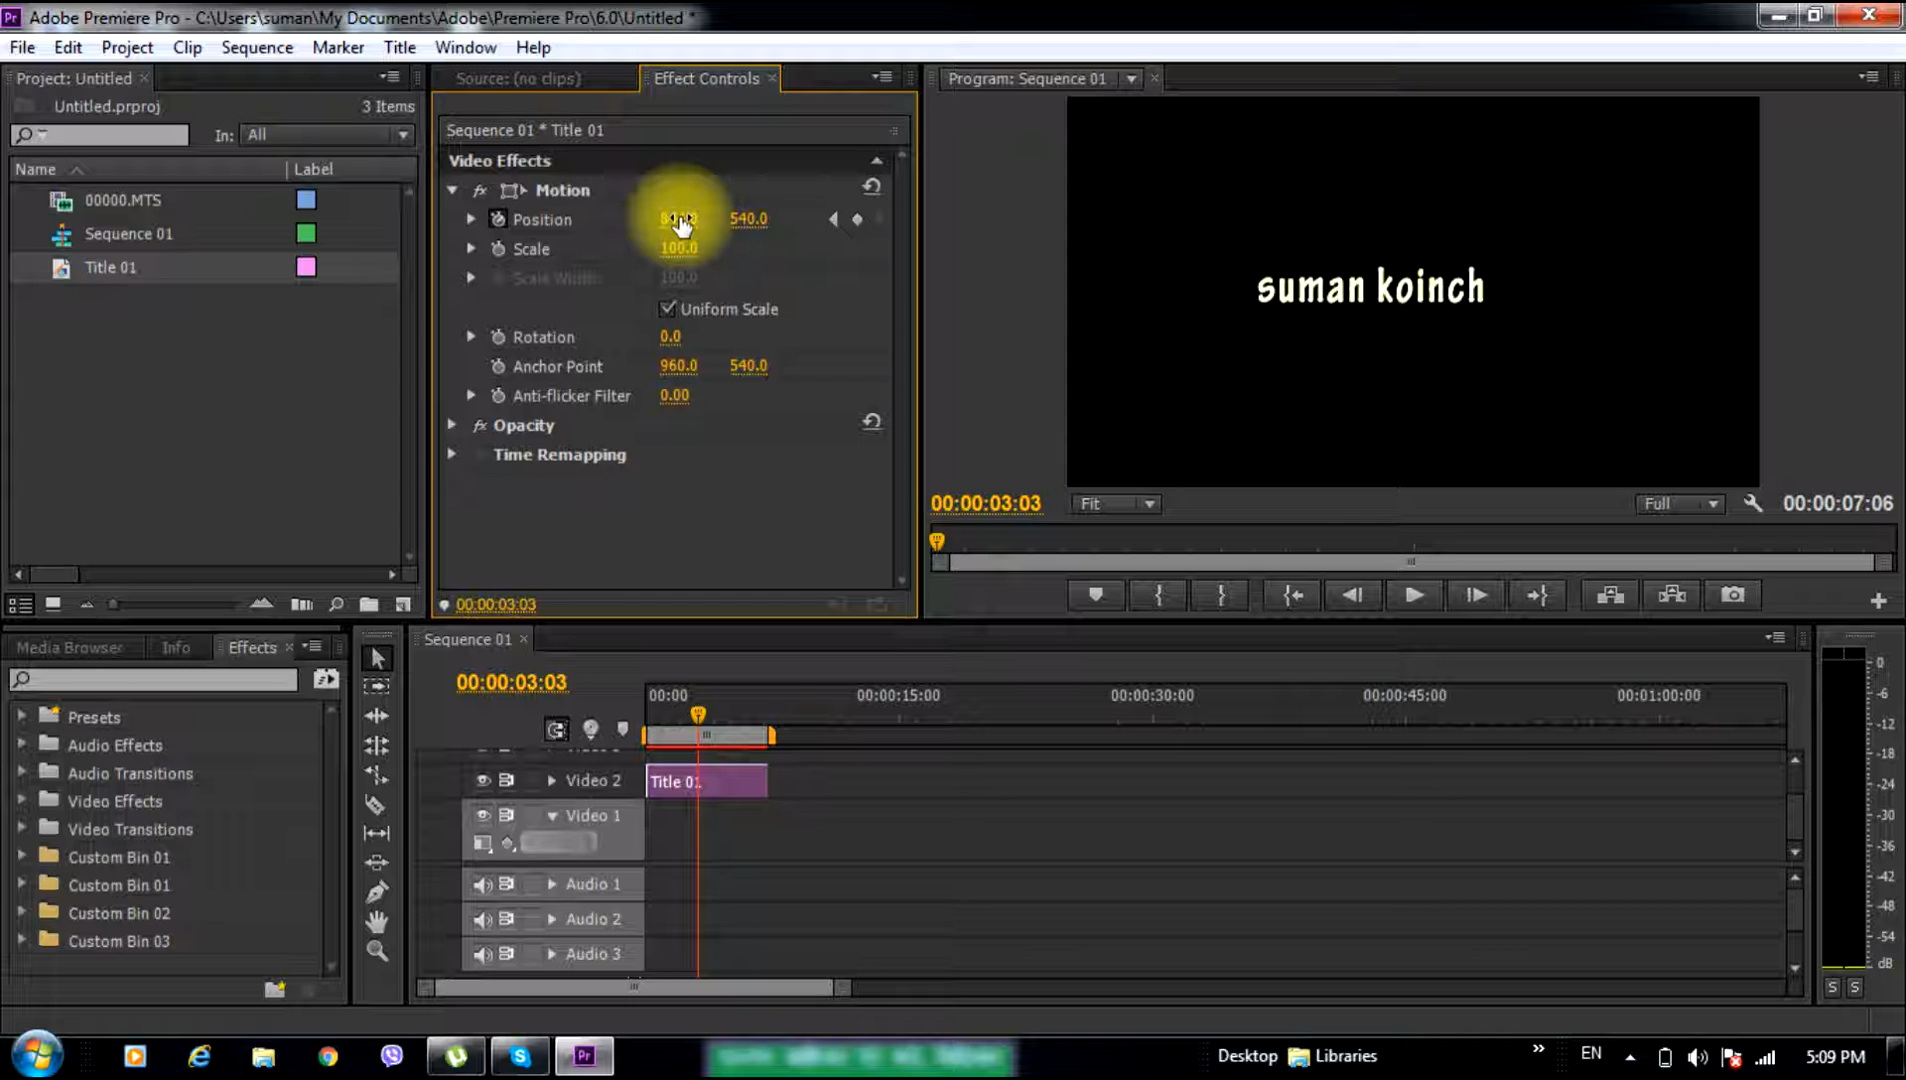 Adobe Premiere Pro - C:\Users\suman\My Documents\Adobe\Premiere Pro\6.0\Untitled *
File Edit Project Clip Sequence Marker Title Window Help
Project: Untitled
Untitled.prproj 3 Items
In: All
Name Label
00000.MTS
Sequence 01
Title 01
Source: (no clips) Effect Controls
Sequence 01 * Title 01
Video Effects
fx Motion
Position 540.0
Scale 100.0
Scale Width 100.0
Uniform Scale
Rotation 0.0
Anchor Point 960.0 540.0
Anti-flicker Filter 0.00
fx Opacity
Time Remapping
00:00:03:03
Program: Sequence 01
suman koinch
00:00:03:03 Fit Full 00:00:07:06
Media Browser Info Effects
Presets
Audio Effects
Audio Transitions
Video Effects
Video Transitions
Custom Bin 01
Custom Bin 01
Custom Bin 02
Custom Bin 03
Sequence 01
00:00:03:03
00:00 00:00:15:00 00:00:30:00 00:00:45:00 00:01:00:00
Video 2 Title 01
Video 1
Audio 1
Audio 2
Audio 3
0
-6
-12
-18
-24
-30
-36
-42
-48
-54
dB
S S
Desktop Libraries » EN 5:09 PM